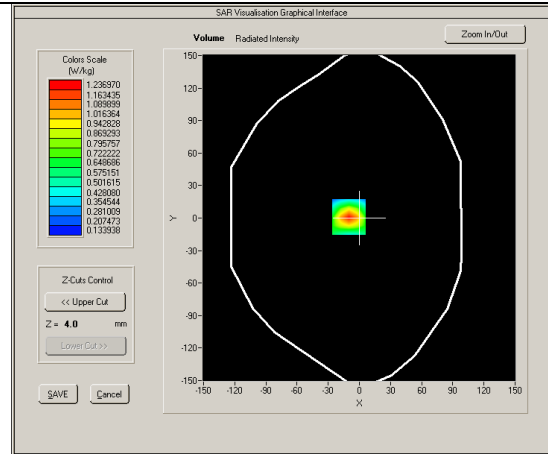 SAR Visualisation Graphical Interface
Volume Radiated Intensity
Zoom In/Out
Colors Scale
(W/kg)
1.236970
1.163435
1.089899
1.016364
0.942828
0.869293
0.795757
0.722222
0.648686
0.575151
0.501615
0.428080
0.354544
0.281009
0.207473
0.133938
Z-Cuts Control
<< Upper Cut
Z = 4.0 mm
Lower Cut >>
SAVE Cancel
150
120
90
60
30
0
-30
-60
-90
-120
-150
Y
-150 -120 -90 -60 -30 0 30 60 90 120 150
X